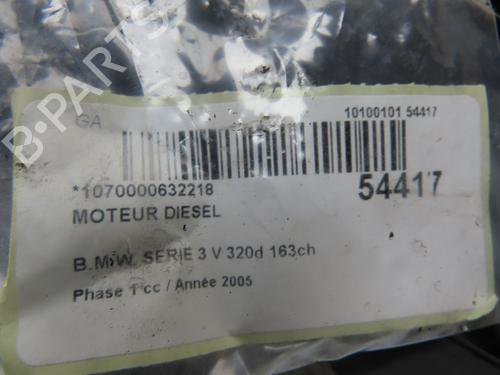 GA
10100101 54417
*1070000632218
54417
MOTEUR DIESEL
B.M.W. SERIE 3 V 320d 163ch
Phase 1 cc / Année 2005
B-PARTS